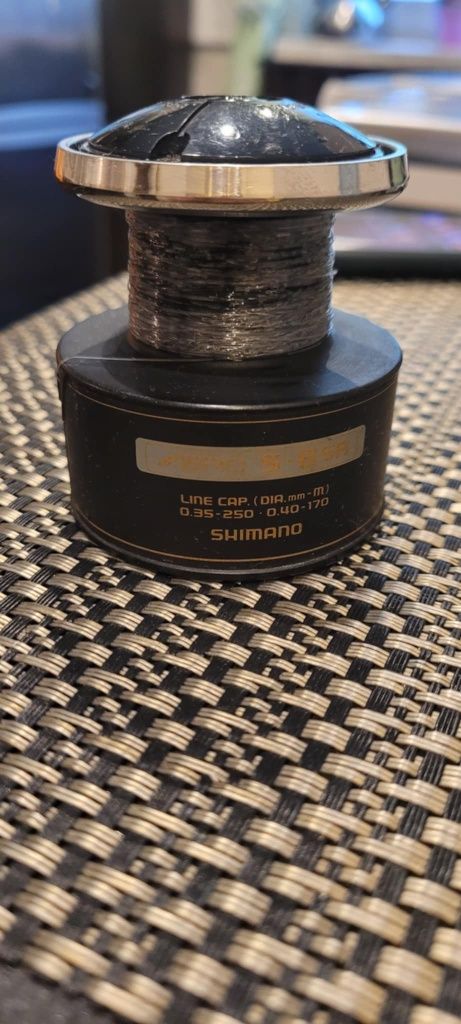 LINE CAP. (DIA.mm-M)
0.35-250 · 0.40-170
SHIMANO